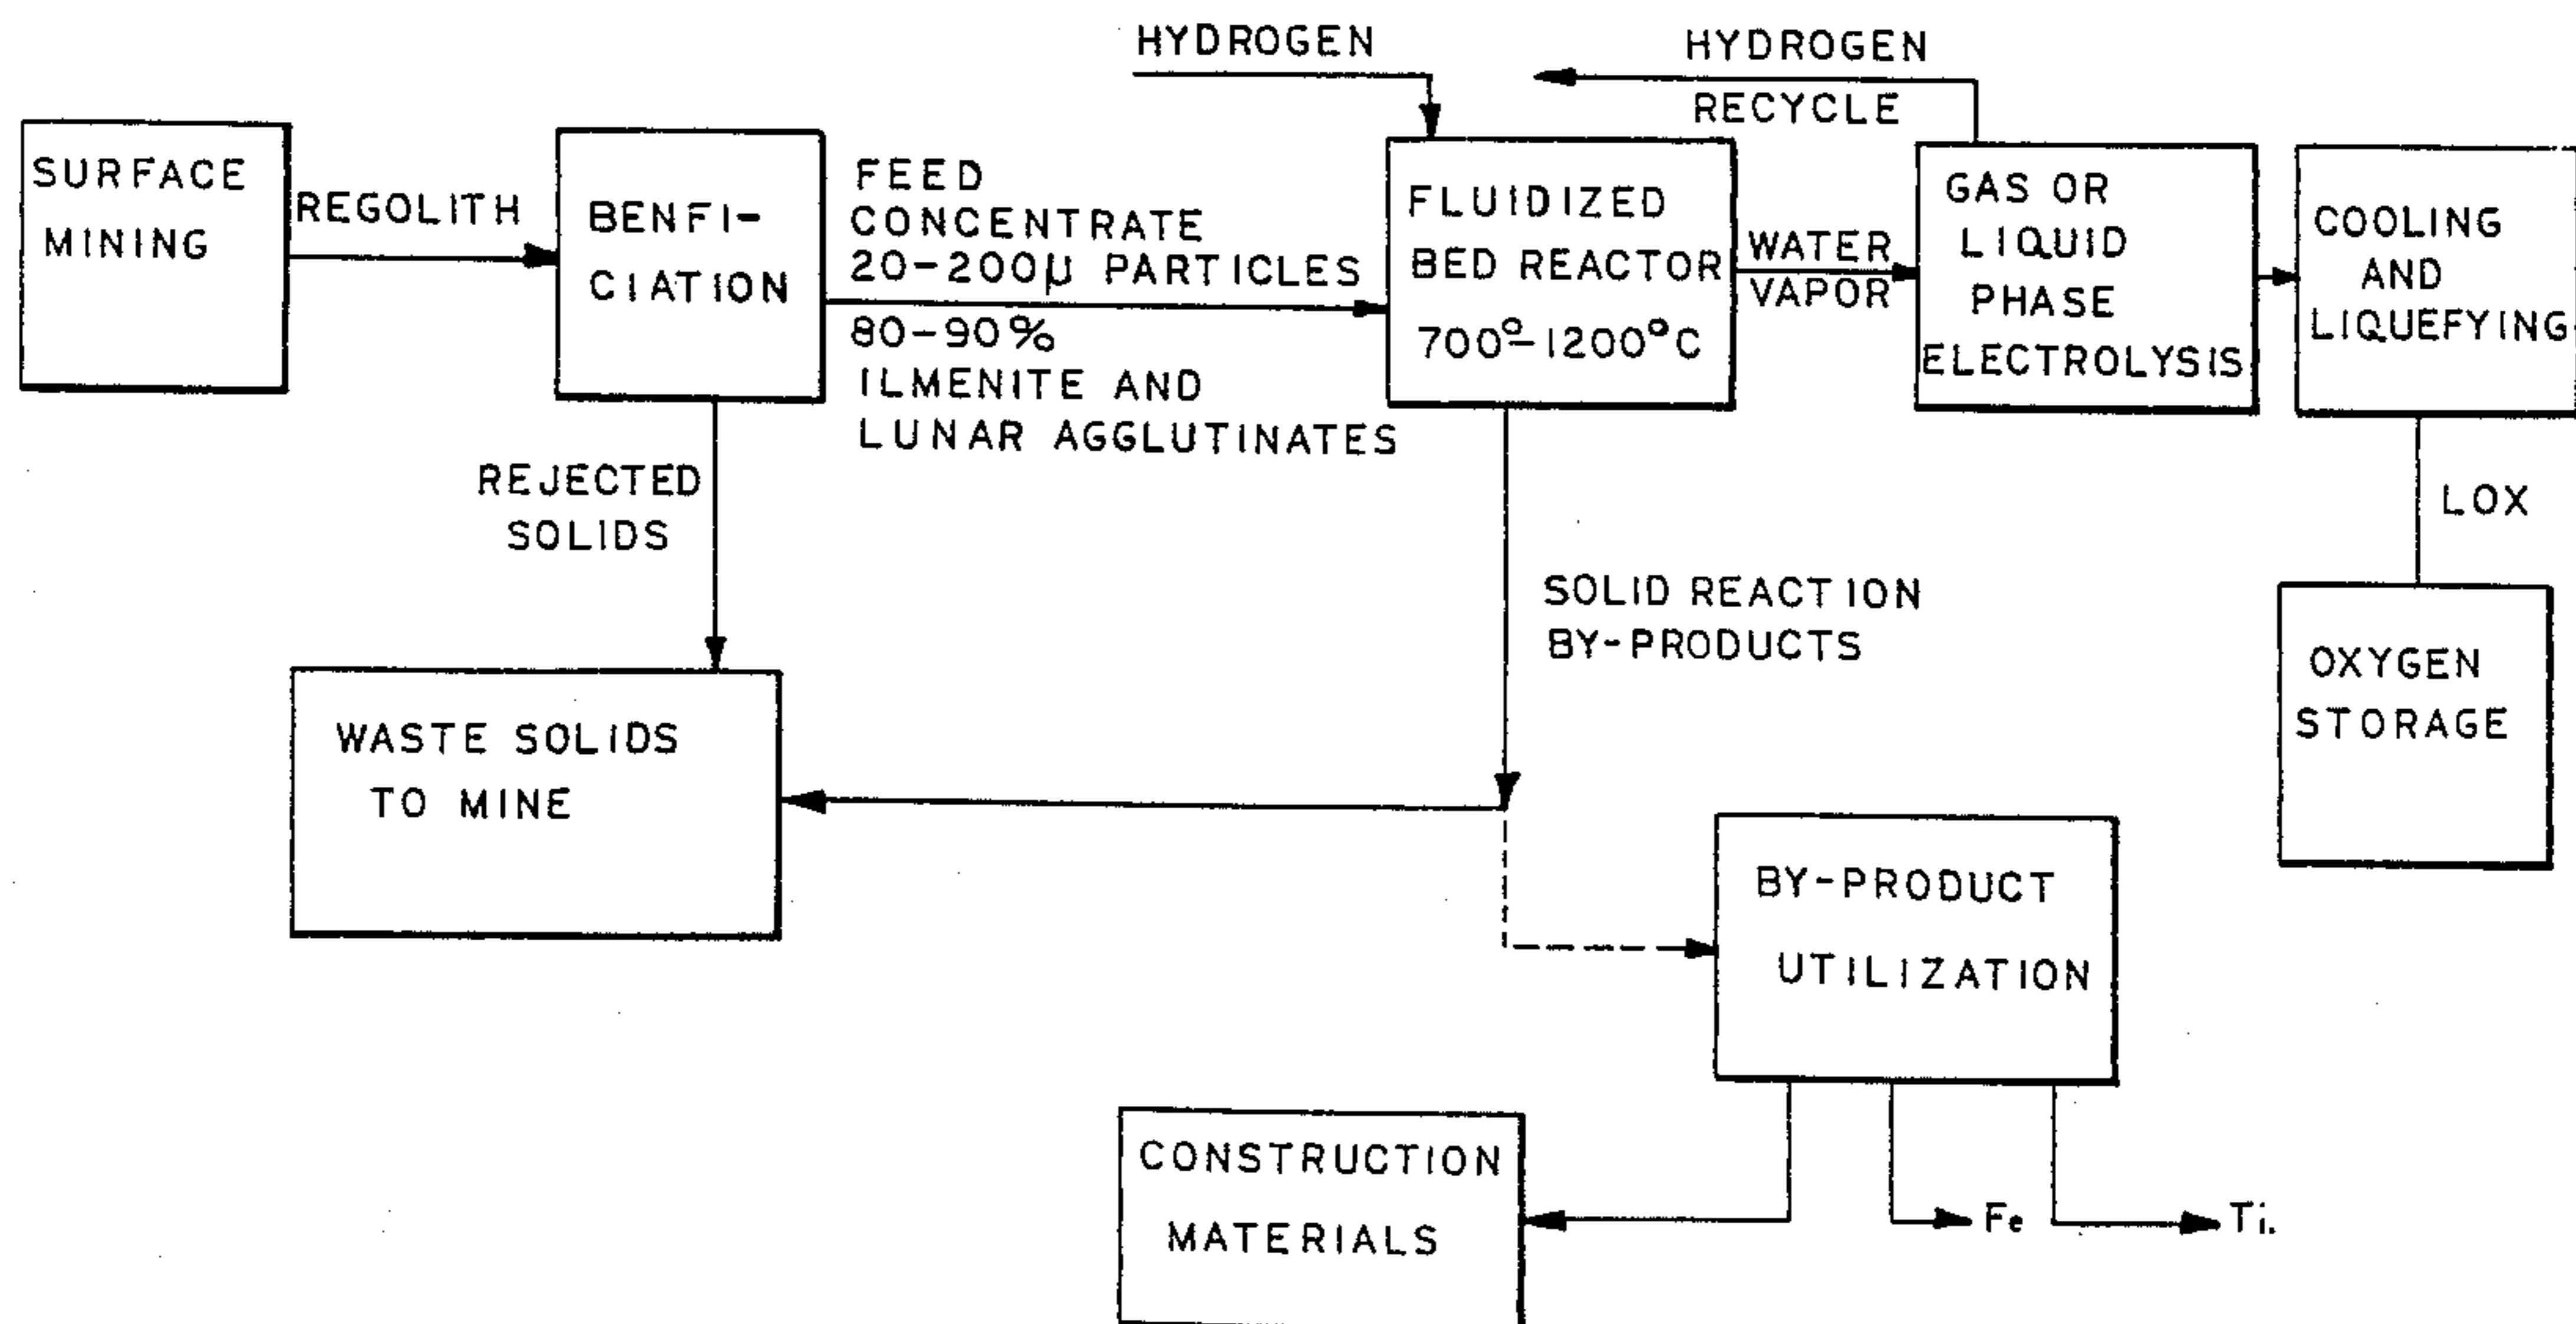 HYDROGEN
HYDROGEN
RECYCLE
SURFACE
MINING
REGOLITH
BENFI-
CIATION
FEED
CONCENTRATE
20-200µ PARTICLES
80-90%
ILMENITE AND
LUNAR AGGLUTINATES
FLUIDIZED
BED REACTOR
700°-1200°C
WATER
VAPOR
GAS OR
LIQUID
PHASE
ELECTROLYSIS
COOLING
AND
LIQUEFYING
REJECTED
SOLIDS
LOX
SOLID REACTION
BY-PRODUCTS
OXYGEN
STORAGE
WASTE SOLIDS
TO MINE
BY-PRODUCT
UTILIZATION
CONSTRUCTION
MATERIALS
Fe
Ti.